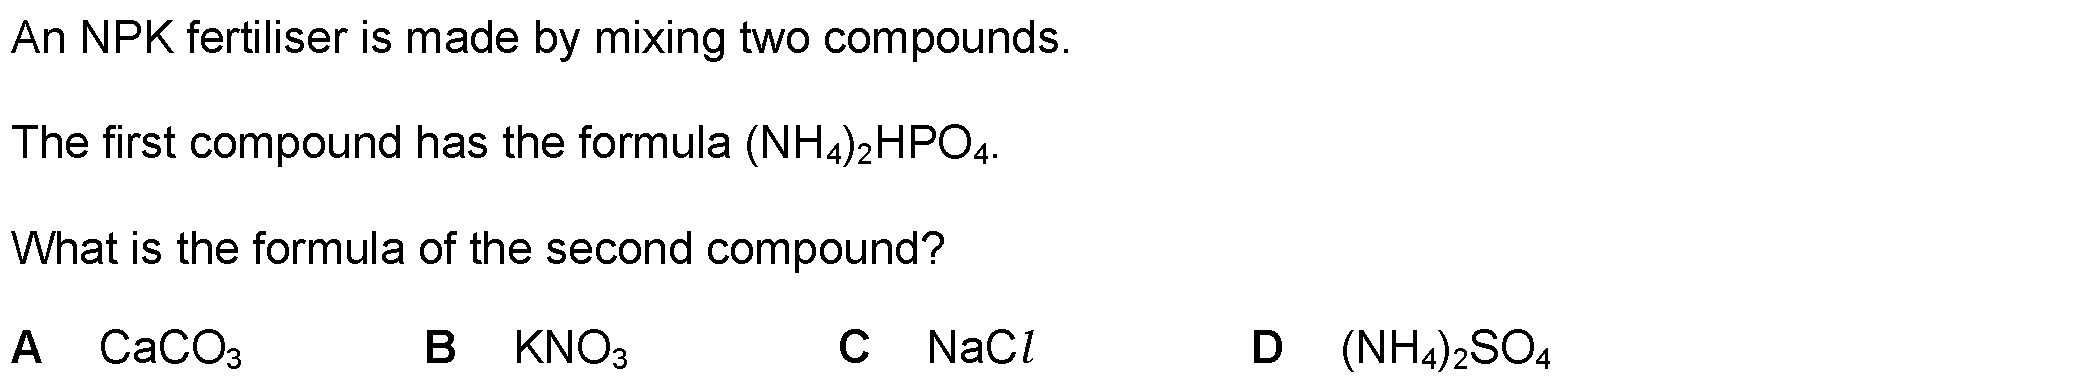 An NPK fertiliser is made by mixing two compounds.
The first compound has the formula (NH₄)₂HPO₄.
What is the formula of the second compound?
A CaCO₃ B KNO₃ C NaCl D (NH₄)₂SO₄